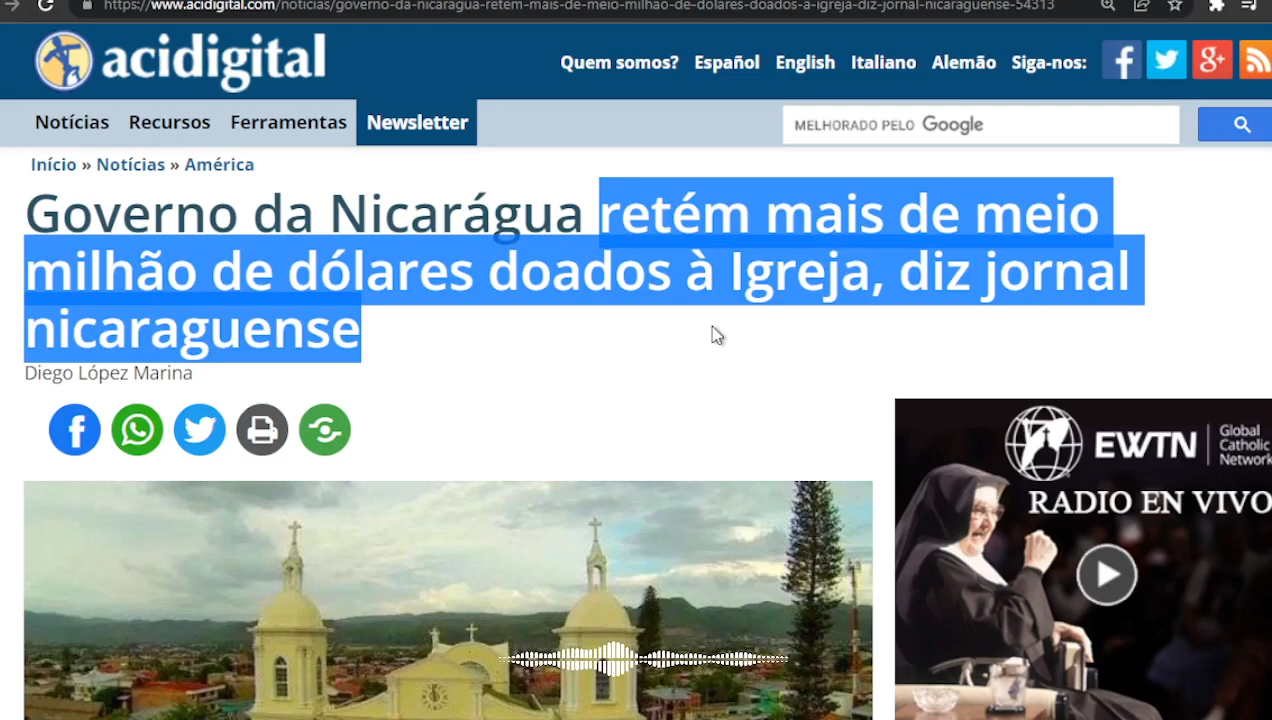 https://www.acidigital.com/noticias/governo-da-nicaragua-retem-mais-de-meio-milhao-de-dolares-doados-a-igreja-diz-jornal-nicaraguense-54313
acidigital
Quem somos? Español English Italiano Alemão Siga-nos:
Notícias Recursos Ferramentas Newsletter
MELHORADO PELO Google
Início » Notícias » América
Governo da Nicarágua retém mais de meio
milhão de dólares doados à Igreja, diz jornal
nicaraguense
Diego López Marina
EWTN
Global
Catholic
Network
RADIO EN VIVO